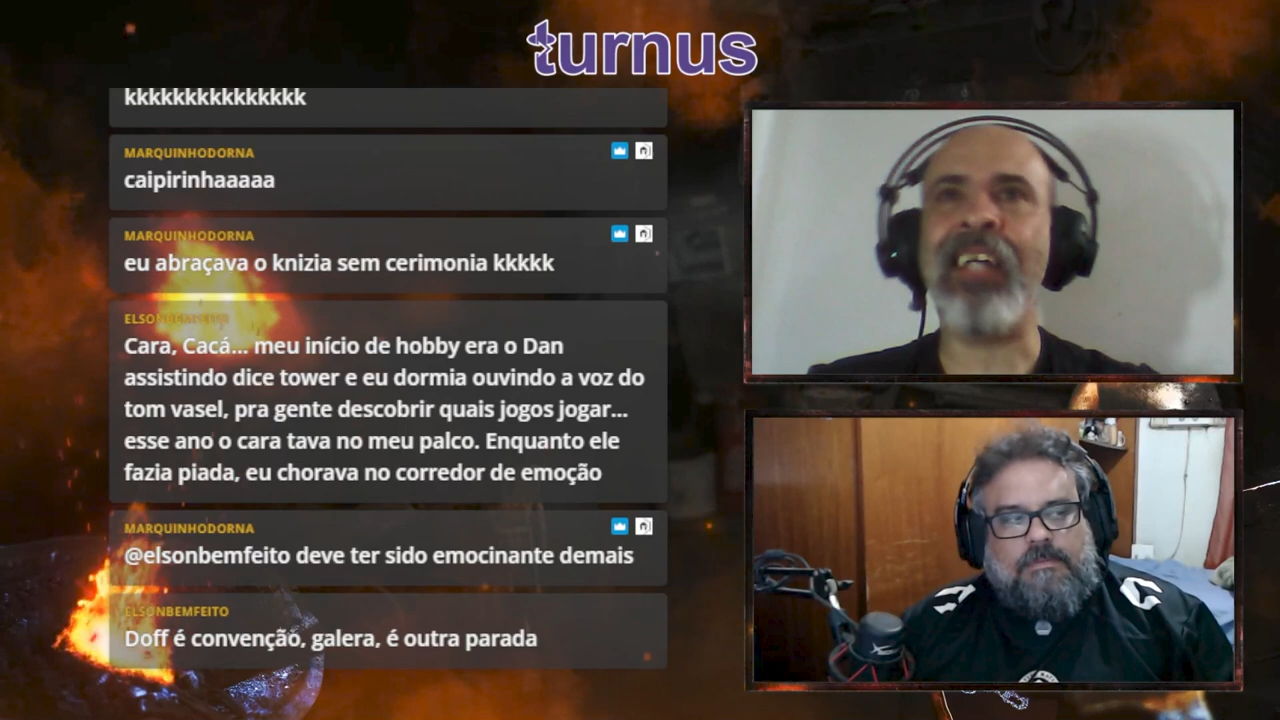 turnus
kkkkkkkkkkkkkkk
MARQUINHODORNA
caipirinhaaaaa
MARQUINHODORNA
eu abraçava o knizia sem cerimonia kkkkk
ELSONBEMFEITO
Cara, Cacá... meu início de hobby era o Dan
assistindo dice tower e eu dormia ouvindo a voz do
tom vasel, pra gente descobrir quais jogos jogar...
esse ano o cara tava no meu palco. Enquanto ele
fazia piada, eu chorava no corredor de emoção
MARQUINHODORNA
@elsonbemfeito deve ter sido emocinante demais
ELSONBEMFEITO
Doff é convenção, galera, é outra parada